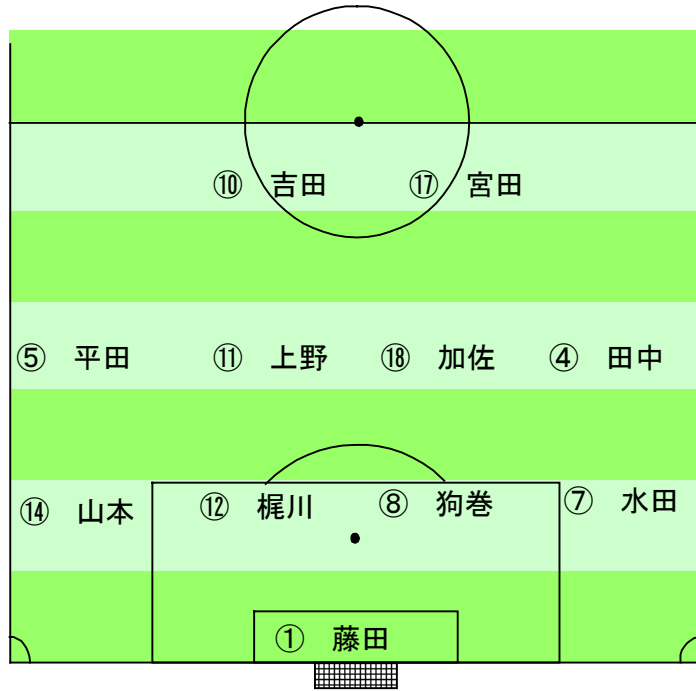 ⑩ 吉田 ⑰ 宮田
⑤ 平田 ⑪ 上野 ⑱ 加佐 ④ 田中
⑭ 山本 ⑫ 梶川 ⑧ 狗巻 ⑦ 水田
① 藤田